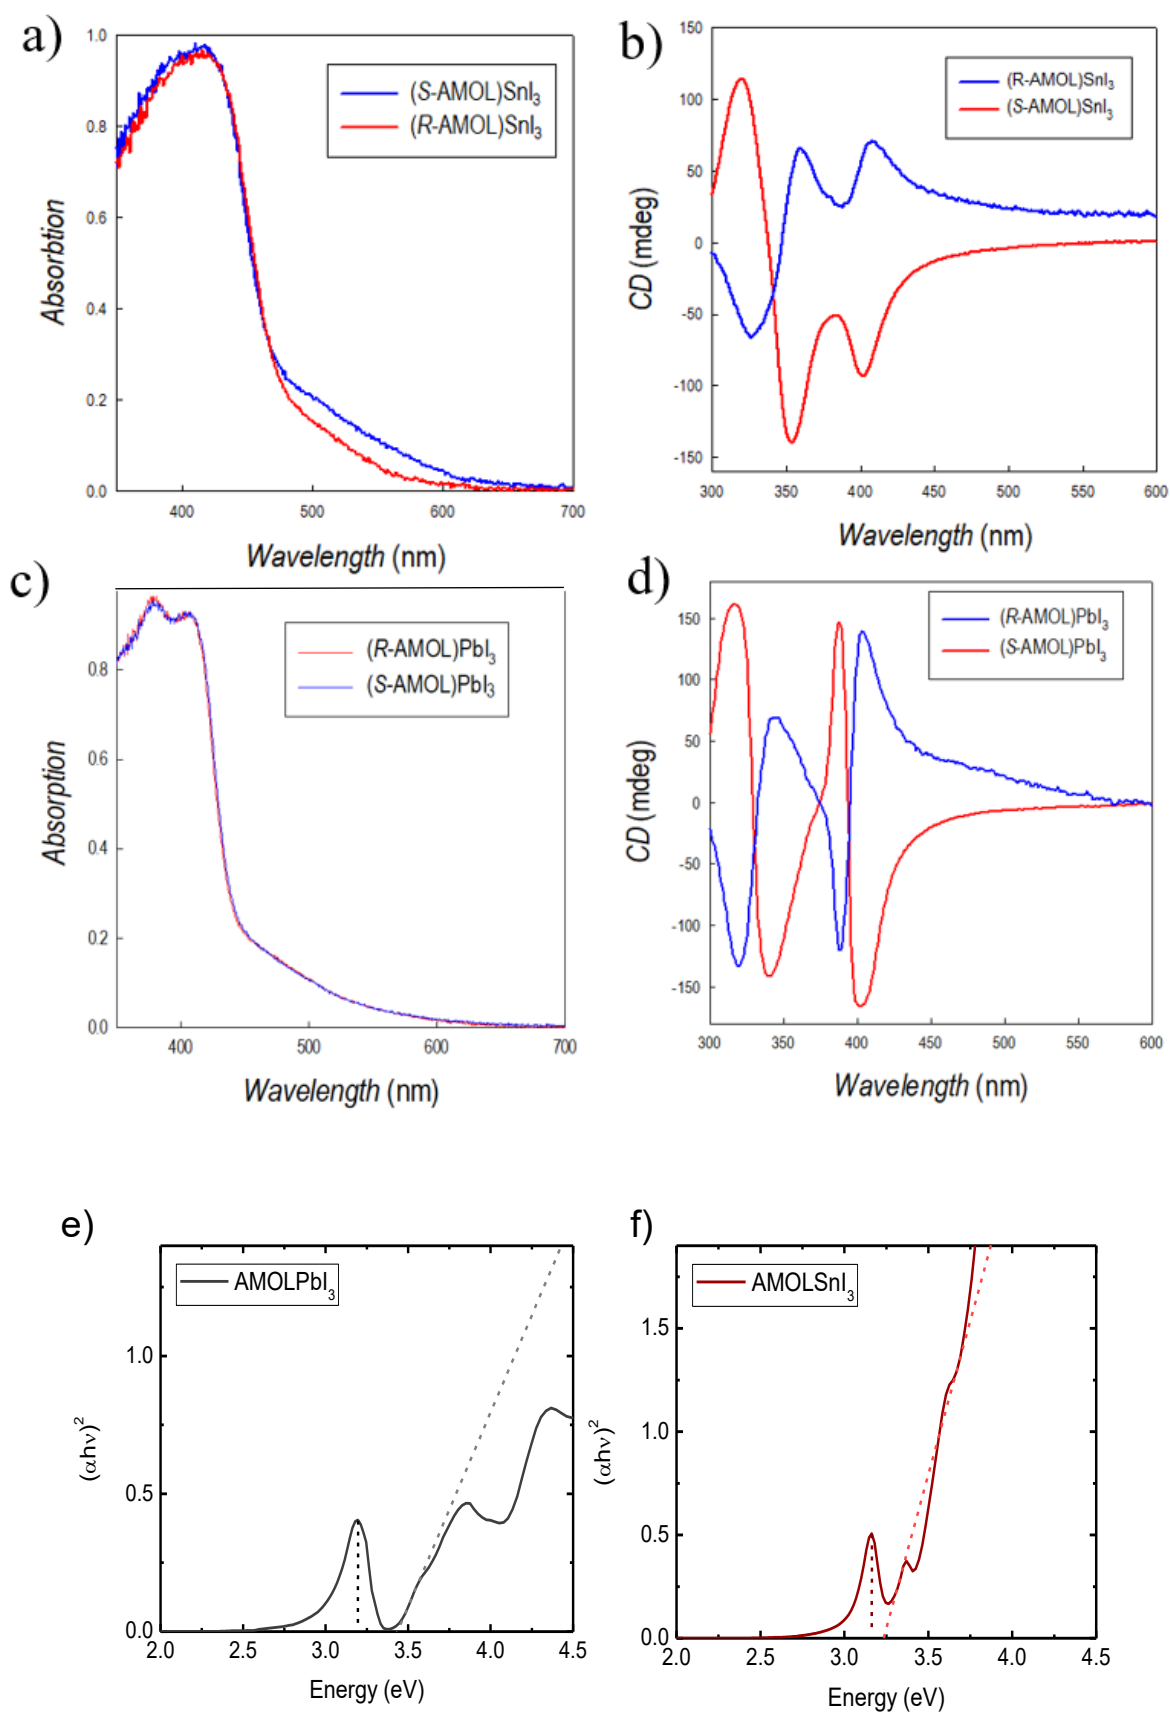 a)
1.0
0.8
0.6
0.4
0.2
0.0
Absorbtion
(S-AMOL)SnI3
(R-AMOL)SnI3
400 500 600 700
Wavelength (nm)
b)
150
100
50
0
-50
-100
-150
CD (mdeg)
(R-AMOL)SnI3
(S-AMOL)SnI3
300 350 400 450 500 550 600
Wavelength (nm)
c)
0.8
0.6
0.4
0.2
0.0
Absorption
(R-AMOL)PbI3
(S-AMOL)PbI3
400 500 600 700
Wavelength (nm)
d)
150
100
50
0
-50
-100
-150
CD (mdeg)
(R-AMOL)PbI3
(S-AMOL)PbI3
300 350 400 450 500 550 600
Wavelength (nm)
e)
AMOLPbI3
1.0
0.5
0.0
(αhν)2
2.0 2.5 3.0 3.5 4.0 4.5
Energy (eV)
f)
AMOLSnI3
1.5
1.0
0.5
0.0
(αhν)2
2.0 2.5 3.0 3.5 4.0 4.5
Energy (eV)